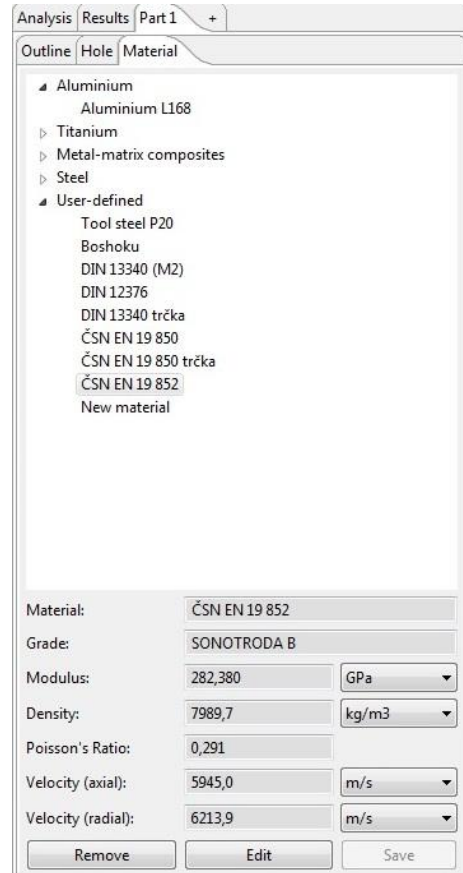 Analysis Results Part 1 +
Outline Hole Material
Aluminium
Aluminium L168
Titanium
Metal-matrix composites
Steel
User-defined
Tool steel P20
Boshoku
DIN 13340 (M2)
DIN 12376
DIN 13340 trčka
ČSN EN 19 850
ČSN EN 19 850 trčka
ČSN EN 19 852
New material
Material: ČSN EN 19 852
Grade: SONOTRODA B
Modulus: 282,380 GPa
Density: 7989,7 kg/m3
Poisson's Ratio: 0,291
Velocity (axial): 5945,0 m/s
Velocity (radial): 6213,9 m/s
Remove Edit Save